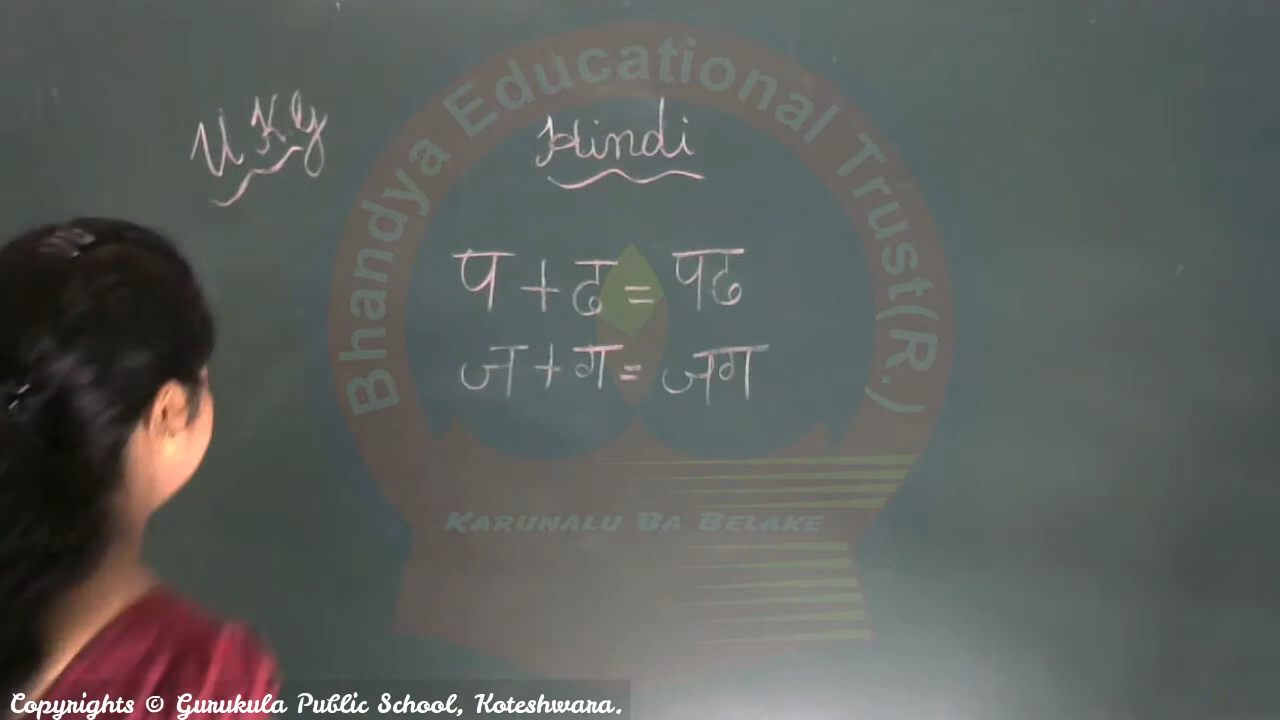 UKG
Hindi
प + ढ = पढ
ज + ग = जग
Bhandya Educational Trust(R.)
KARUNALU BA BELAKE
Copyrights © Gurukula Public School, Koteshwara.